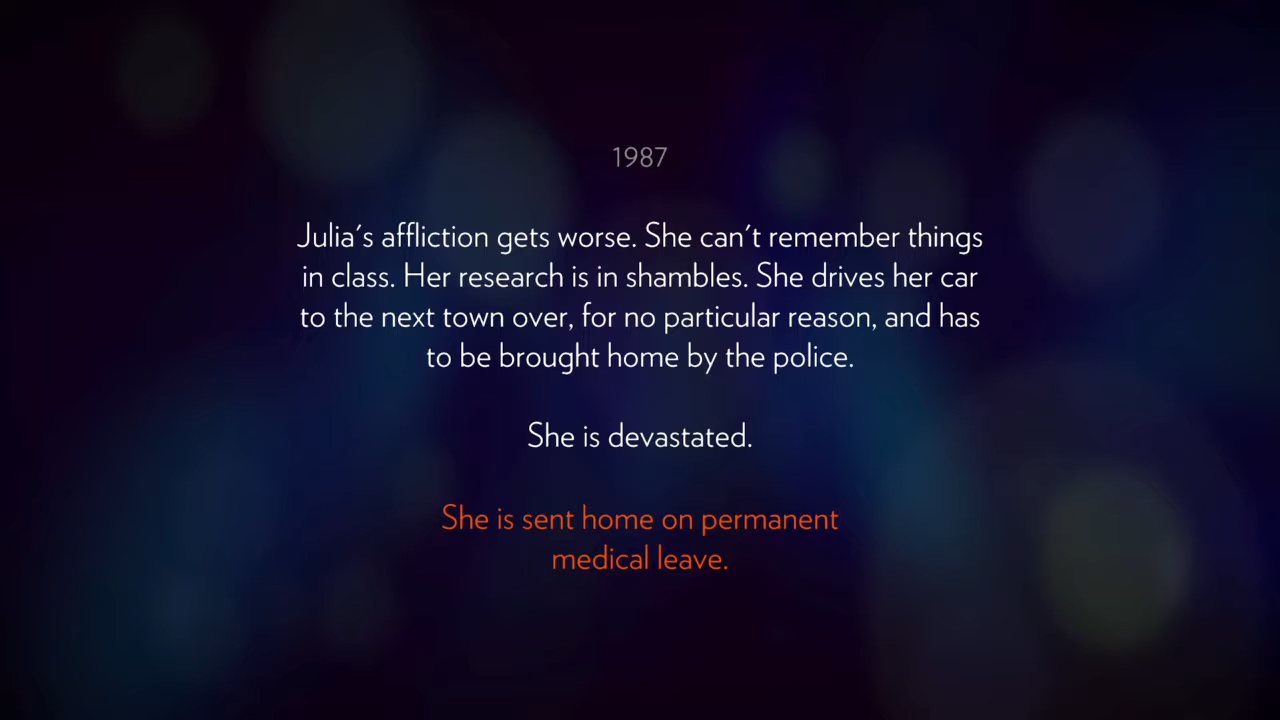 1987
Julia's affliction gets worse. She can't remember things
in class. Her research is in shambles. She drives her car
to the next town over, for no particular reason, and has
to be brought home by the police.
She is devastated.
She is sent home on permanent
medical leave.